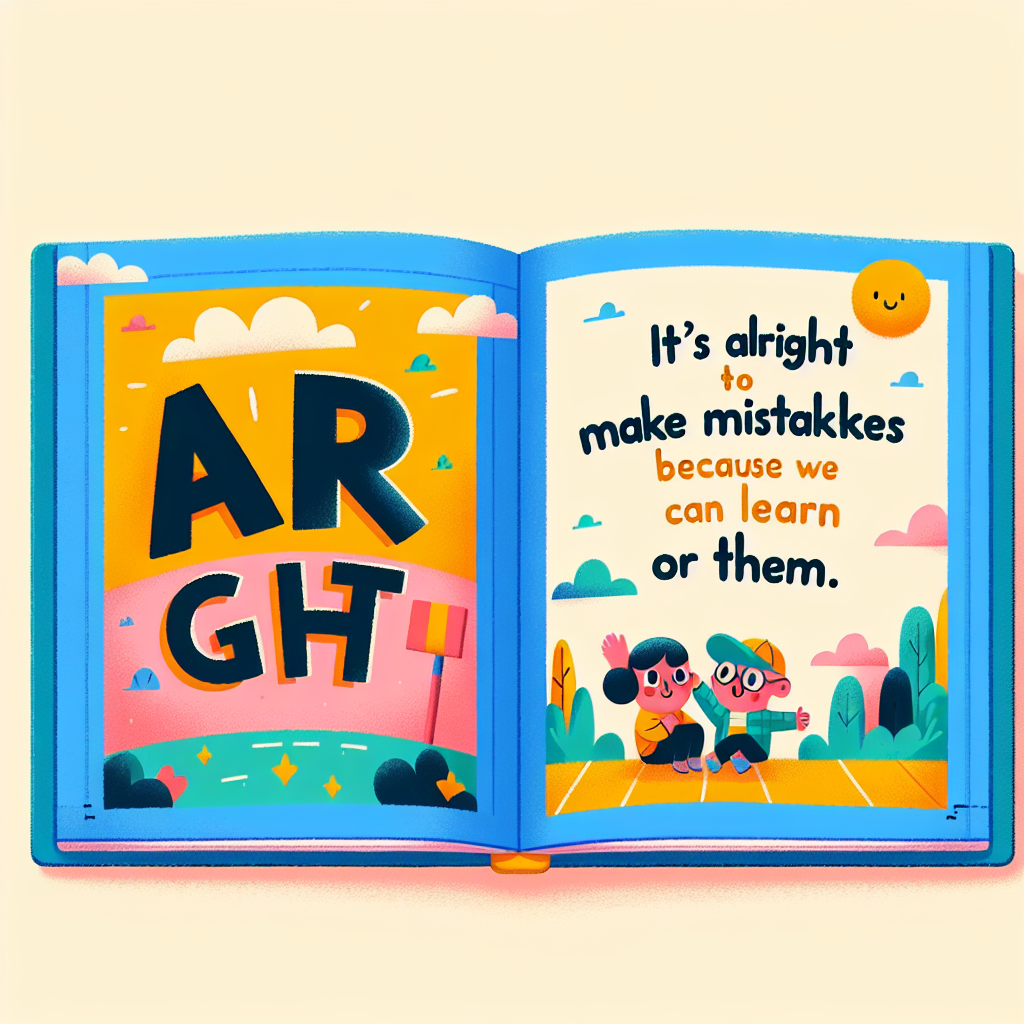 AR
GHT
It's alright
to
make mistakkes
because we
can learn
or them.